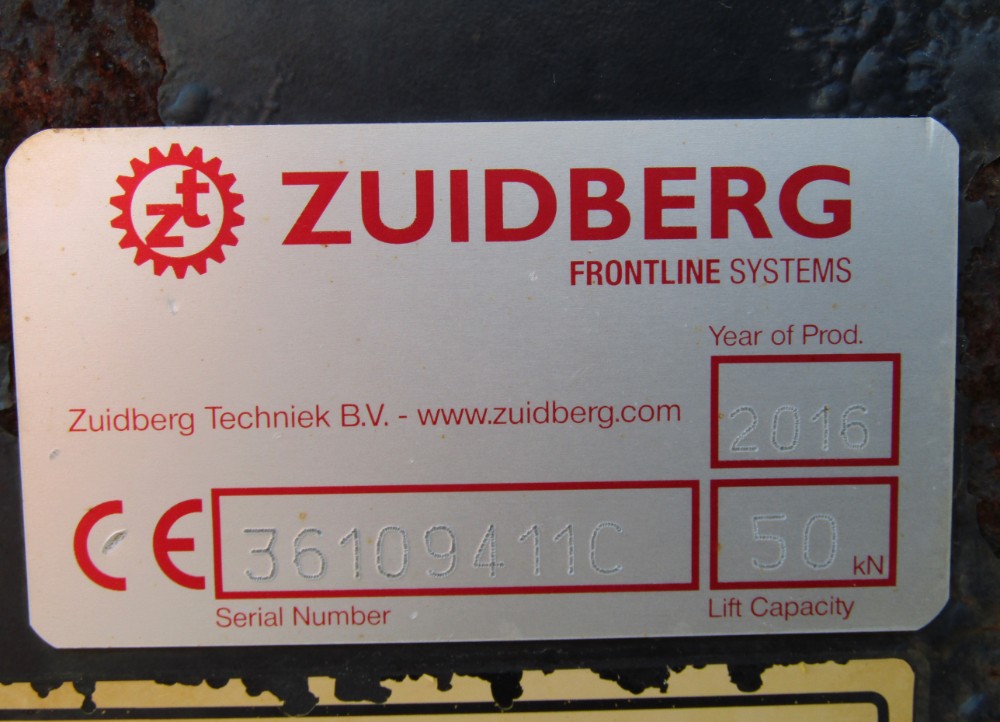 zt ZUIDBERG
FRONTLINE SYSTEMS
Year of Prod.
2016
Zuidberg Techniek B.V. - www.zuidberg.com
CE 36109411C 50 kN
Serial Number Lift Capacity